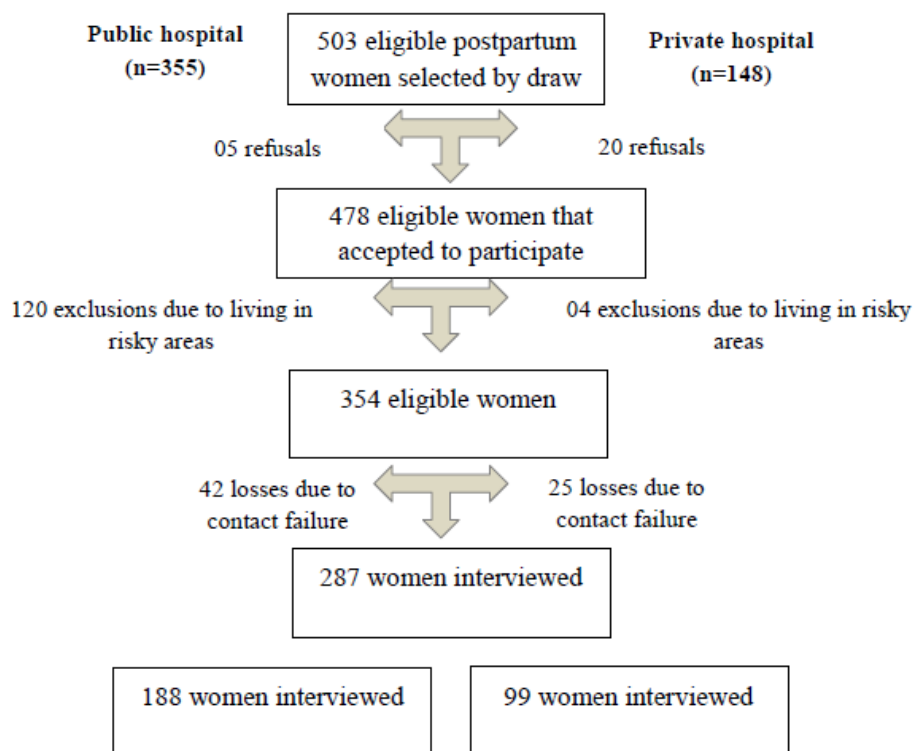 Public hospital
(n=355)
503 eligible postpartum
women selected by draw
Private hospital
(n=148)
05 refusals
20 refusals
478 eligible women that
accepted to participate
120 exclusions due to living in
risky areas
04 exclusions due to living in risky
areas
354 eligible women
42 losses due to
contact failure
25 losses due to
contact failure
287 women interviewed
188 women interviewed
99 women interviewed